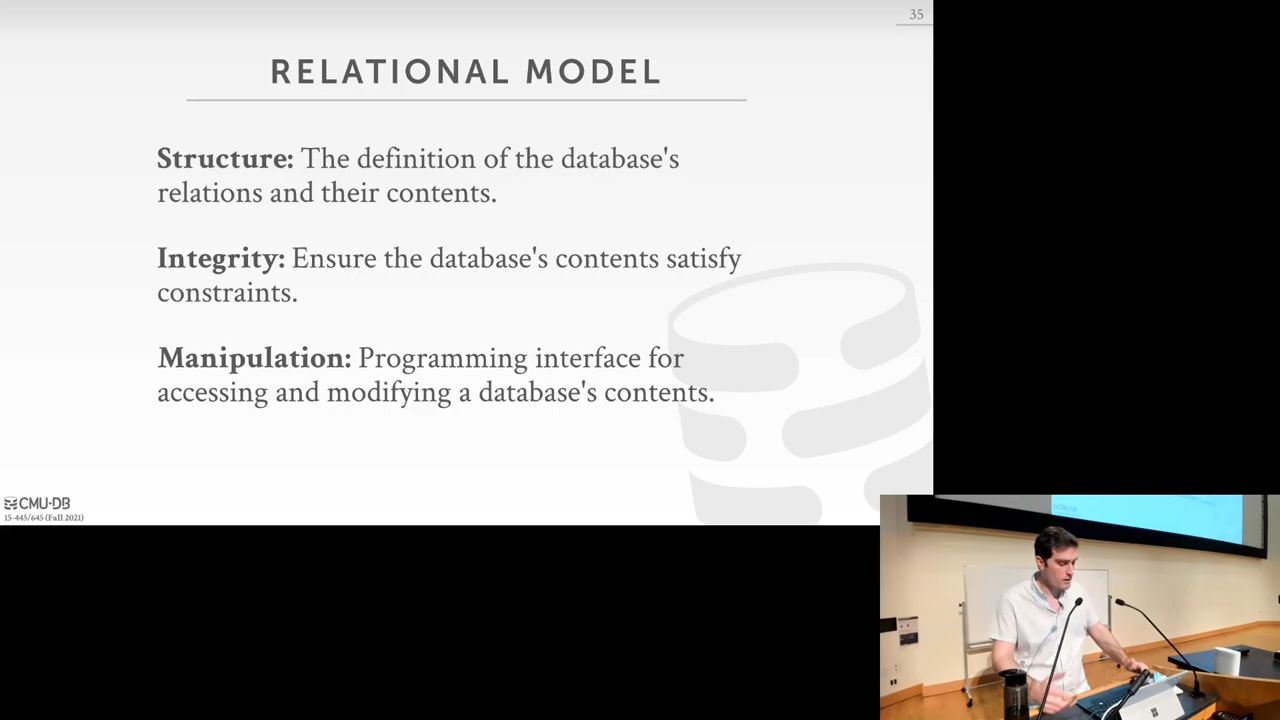 35
RELATIONAL MODEL
Structure: The definition of the database's
relations and their contents.
Integrity: Ensure the database's contents satisfy
constraints.
Manipulation: Programming interface for
accessing and modifying a database's contents.
CMU·DB
15-445/645 (Fall 2021)